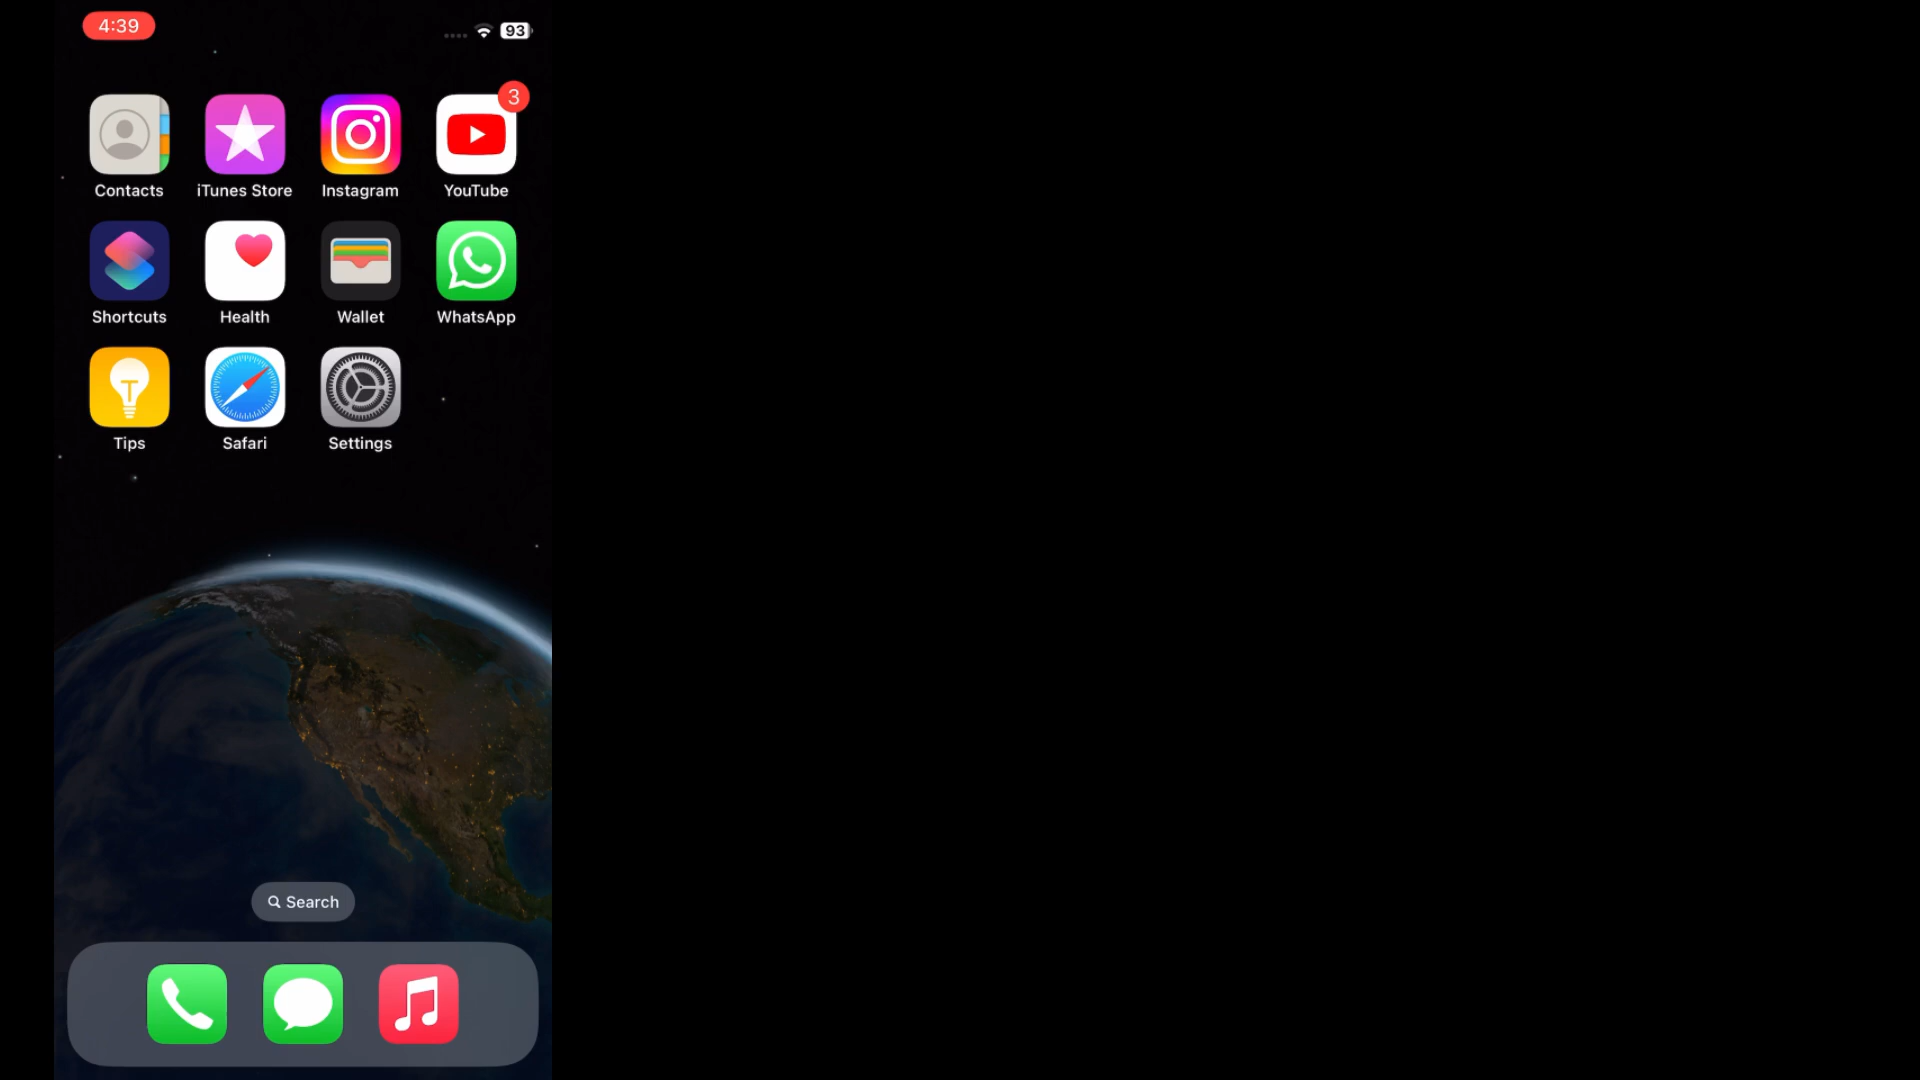 4:39
93
3
Contacts
iTunes Store
Instagram
YouTube
Shortcuts
Health
Wallet
WhatsApp
Tips
Safari
Settings
Search